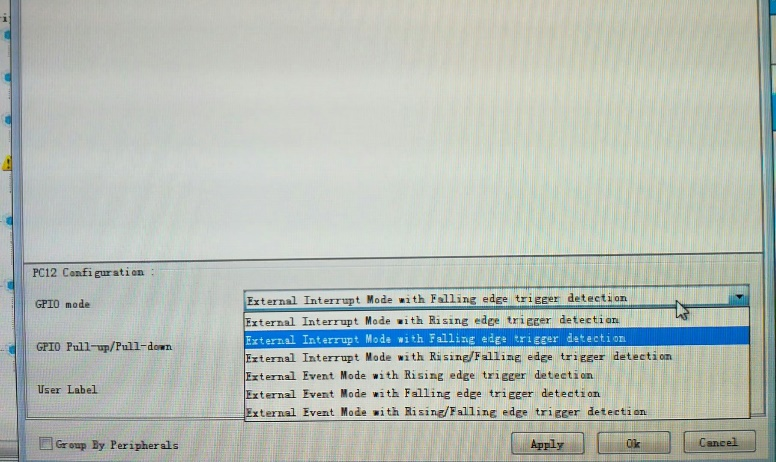 PC12 Configuration :
GPIO mode
External Interrupt Mode with Falling edge trigger detection
External Interrupt Mode with Rising edge trigger detection
External Interrupt Mode with Falling edge trigger detection
GPIO Pull-up/Pull-down
External Interrupt Mode with Rising/Falling edge trigger detection
External Event Mode with Rising edge trigger detection
User Label
External Event Mode with Falling edge trigger detection
External Event Mode with Rising/Falling edge trigger detection
Group By Peripherals
Apply
Ok
Cancel